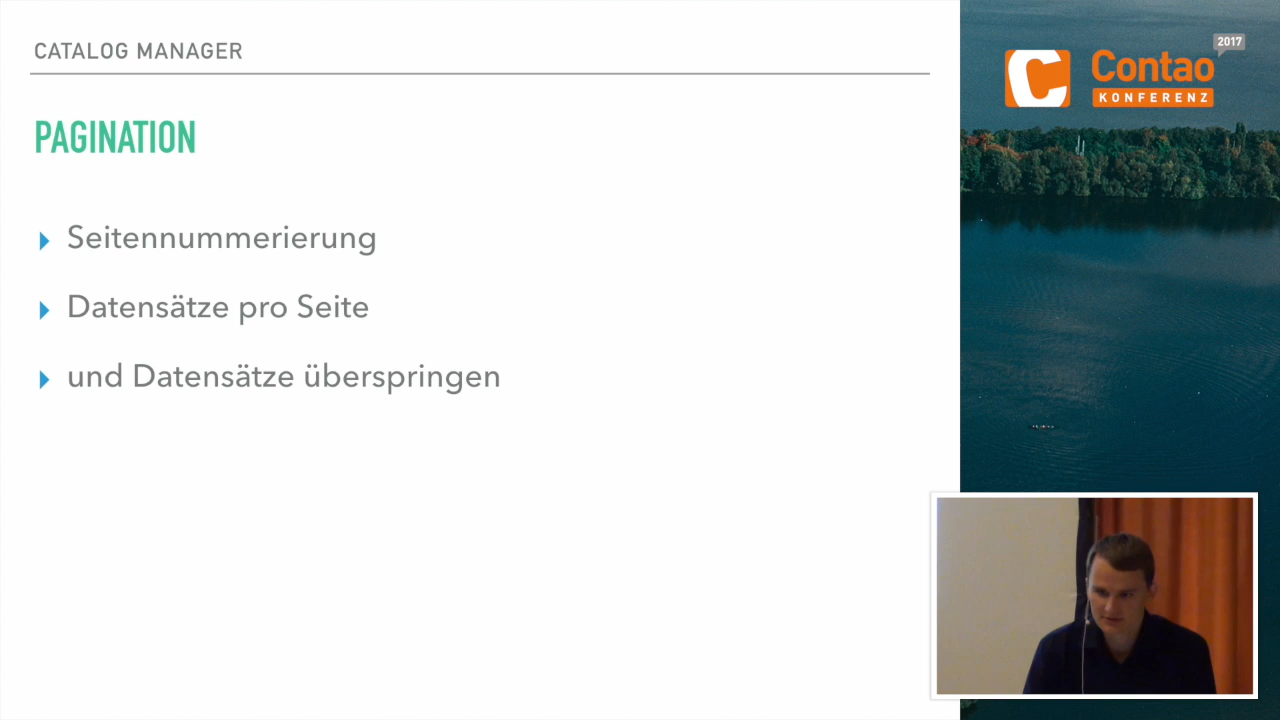 CATALOG MANAGER
PAGINATION
Seitennummerierung
Datensätze pro Seite
und Datensätze überspringen
2017
Contao
KONFERENZ